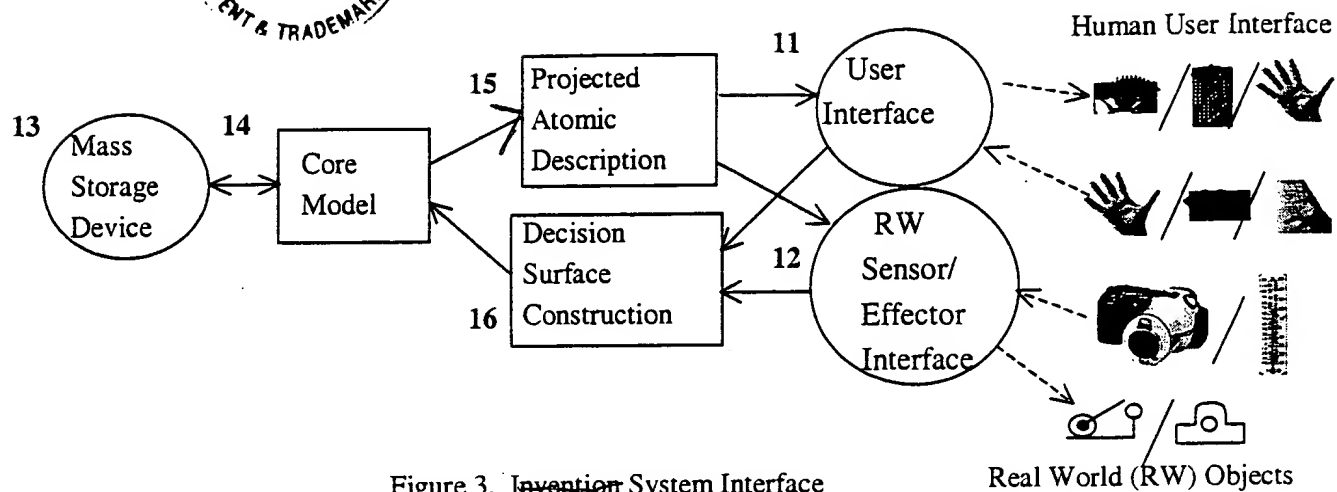 ENT & TRADEMAR
Human User Interface
11
User
Interface
15
Projected
Atomic
Description
13
Mass
Storage
Device
14
Core
Model
Decision
Surface
Construction
16
12
RW
Sensor/
Effector
Interface
Real World (RW) Objects
Figure 3. Invention System Interface